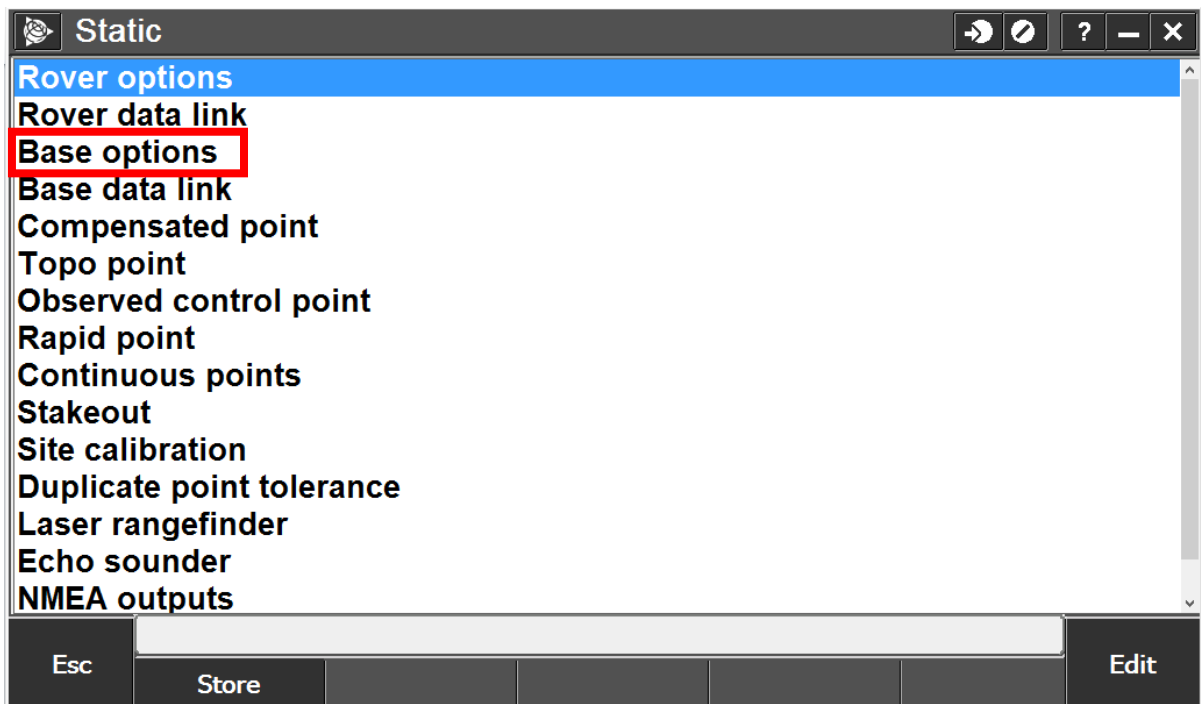 Static
?
Rover options
Rover data link
Base options
Base data link
Compensated point
Topo point
Observed control point
Rapid point
Continuous points
Stakeout
Site calibration
Duplicate point tolerance
Laser rangefinder
Echo sounder
NMEA outputs
Esc
Store
Edit